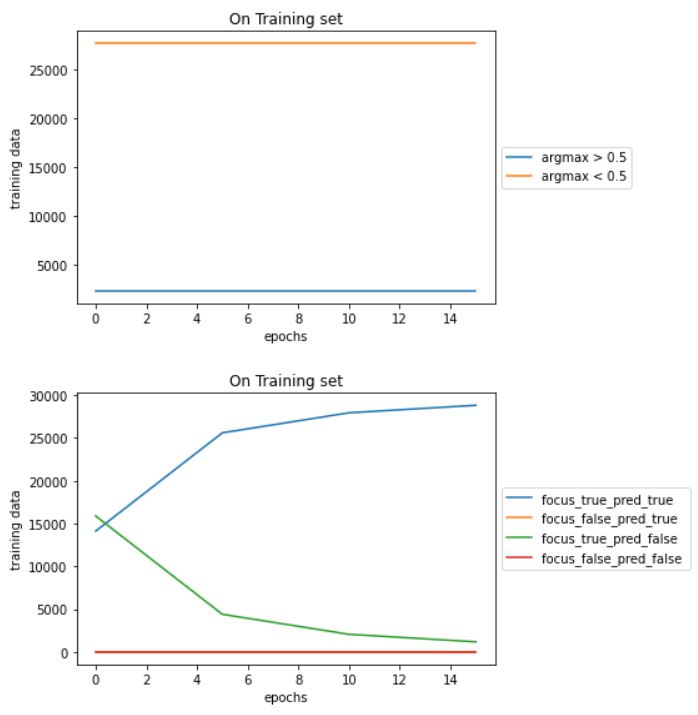 On Training set
25000
20000
15000
10000
5000
training data
0 2 4 6 8 10 12 14
epochs
argmax > 0.5
argmax < 0.5
On Training set
30000
25000
20000
15000
10000
5000
0
training data
0 2 4 6 8 10 12 14
epochs
focus_true_pred_true
focus_false_pred_true
focus_true_pred_false
focus_false_pred_false